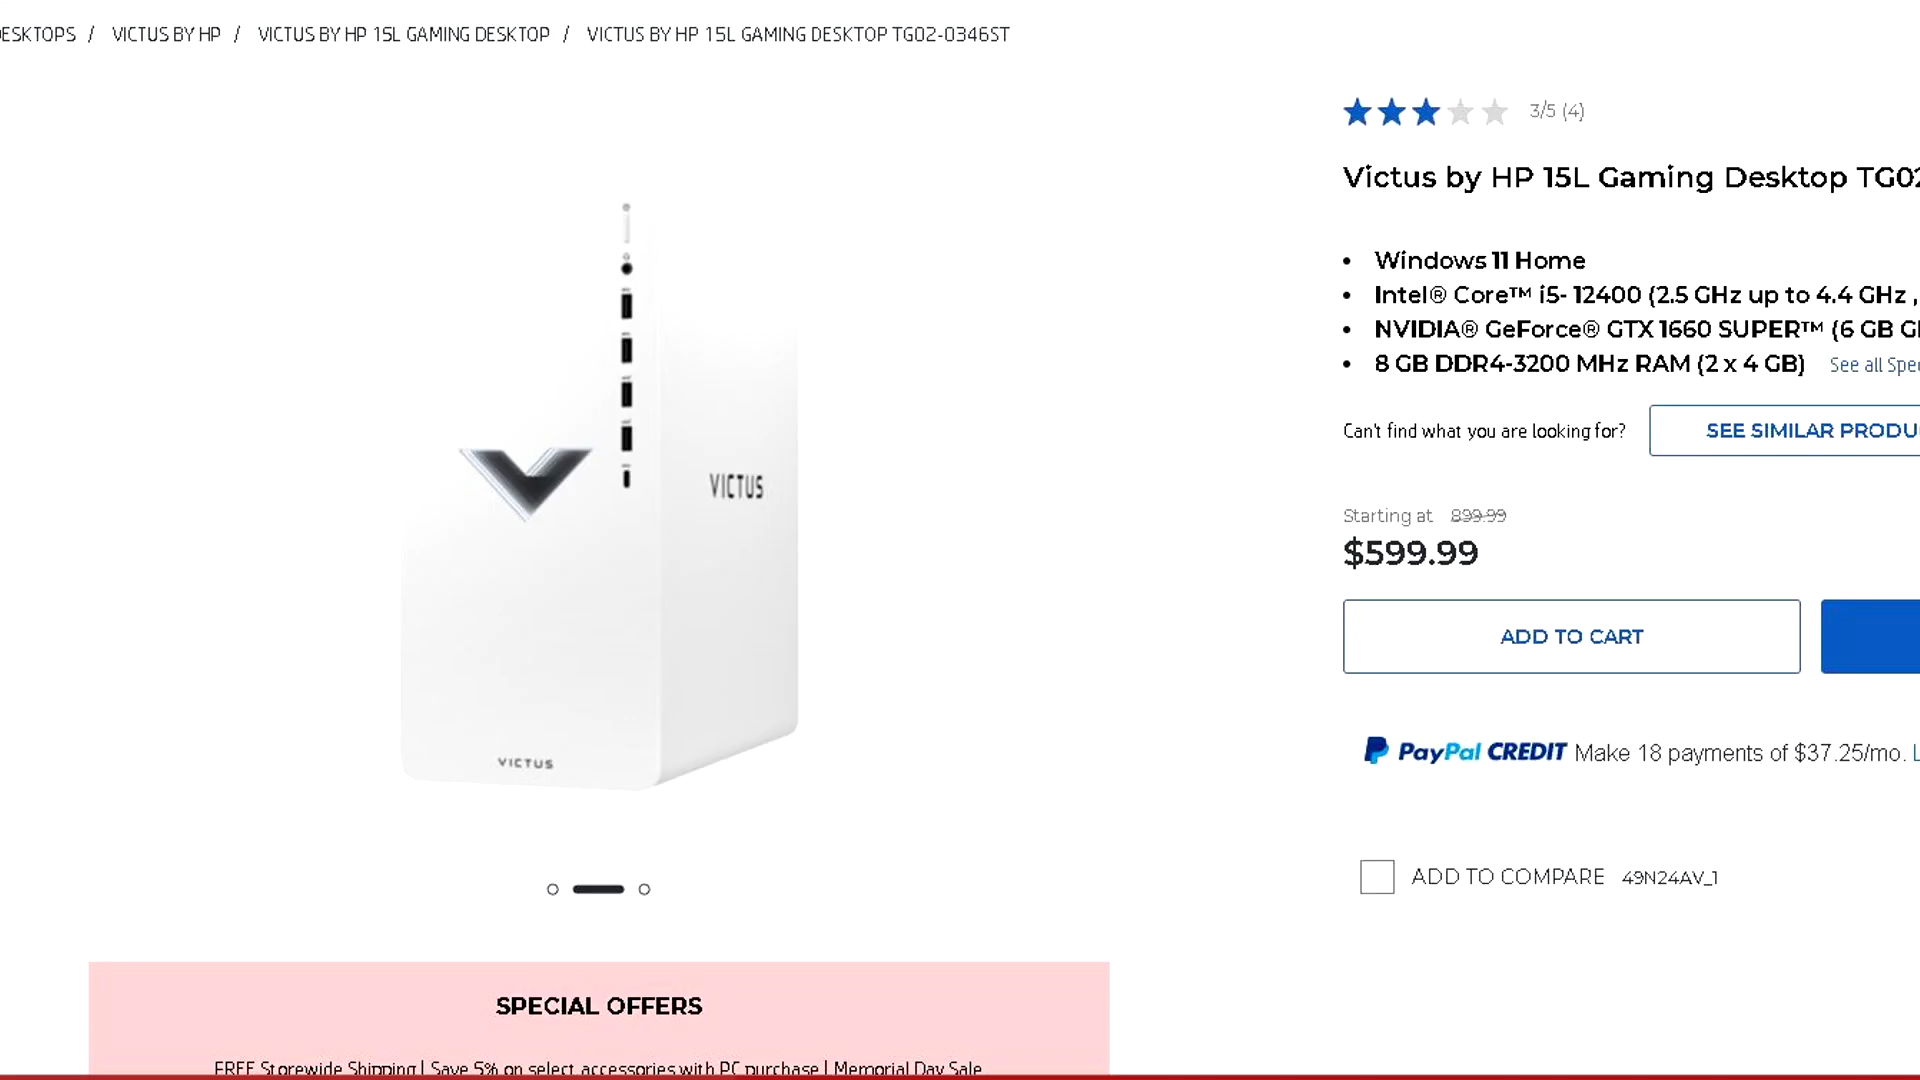 DESKTOPS / VICTUS BY HP / VICTUS BY HP 15L GAMING DESKTOP / VICTUS BY HP 15L GAMING DESKTOP TG02-0346ST
3/5 (4)
Victus by HP 15L Gaming Desktop TG02
• Windows 11 Home
• Intel® Core™ i5- 12400 (2.5 GHz up to 4.4 GHz ,
• NVIDIA® GeForce® GTX 1660 SUPER™ (6 GB
• 8 GB DDR4-3200 MHz RAM (2 x 4 GB) See all
Can't find what you are looking for? SEE SIMILAR
Starting at 899.99
$599.99
ADD TO CART
PayPal CREDIT Make 18 payments of $37.25/mo.
ADD TO COMPARE 49N24AV_1
VICTUS
VICTUS
SPECIAL OFFERS
FREE Storewide Shipping | Save 5% on select accessories with PC purchase | Memorial Day Sale